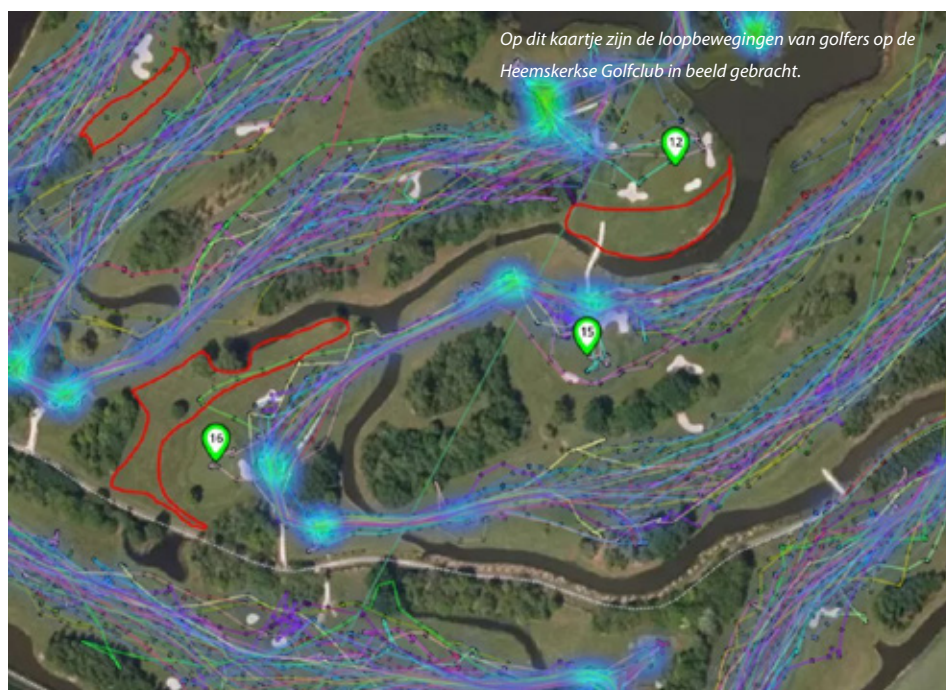 Op dit kaartje zijn de loopbewegingen van golfers op de
Heemskerkse Golfclub in beeld gebracht.
12
15
16